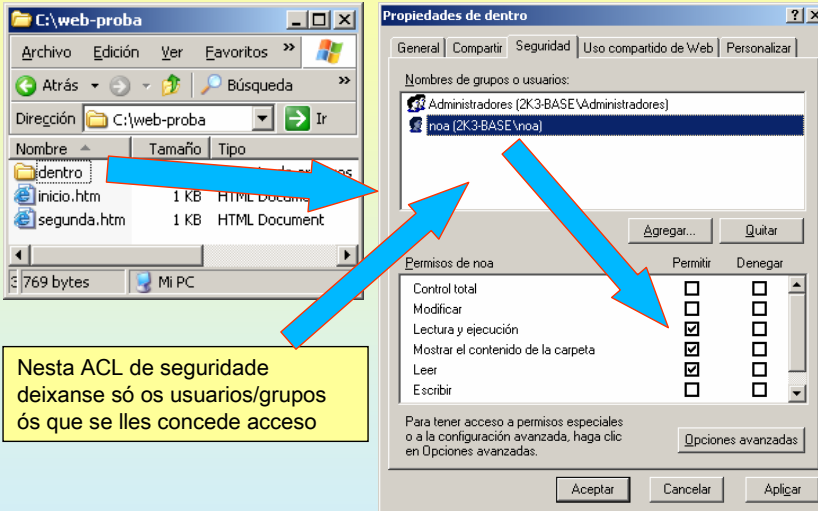 C:\web-proba
Archivo Edición Ver Favoritos »
Atrás Búsqueda »
Dirección C:\web-proba Ir
Nombre Tamaño Tipo
dentro
inicio.htm 1 KB HTML
segunda.htm 1 KB HTML Document
769 bytes Mi PC
Nesta ACL de seguridade
deixanse só os usuarios/grupos
ós que se lles concede acceso
Propiedades de dentro
General Compartir Seguridad Uso compartido de Web Personalizar
Nombres de grupos o usuarios:
Administradores (2K3-BASE\Administradores)
noa (2K3-BASE\noa)
Agregar... Quitar
Permisos de noa Permitir Denegar
Control total
Modificar
Lectura y ejecución
Mostrar el contenido de la carpeta
Leer
Escribir
Para tener acceso a permisos especiales
o a la configuración avanzada, haga clic
en Opciones avanzadas.
Opciones avanzadas
Aceptar Cancelar Aplicar